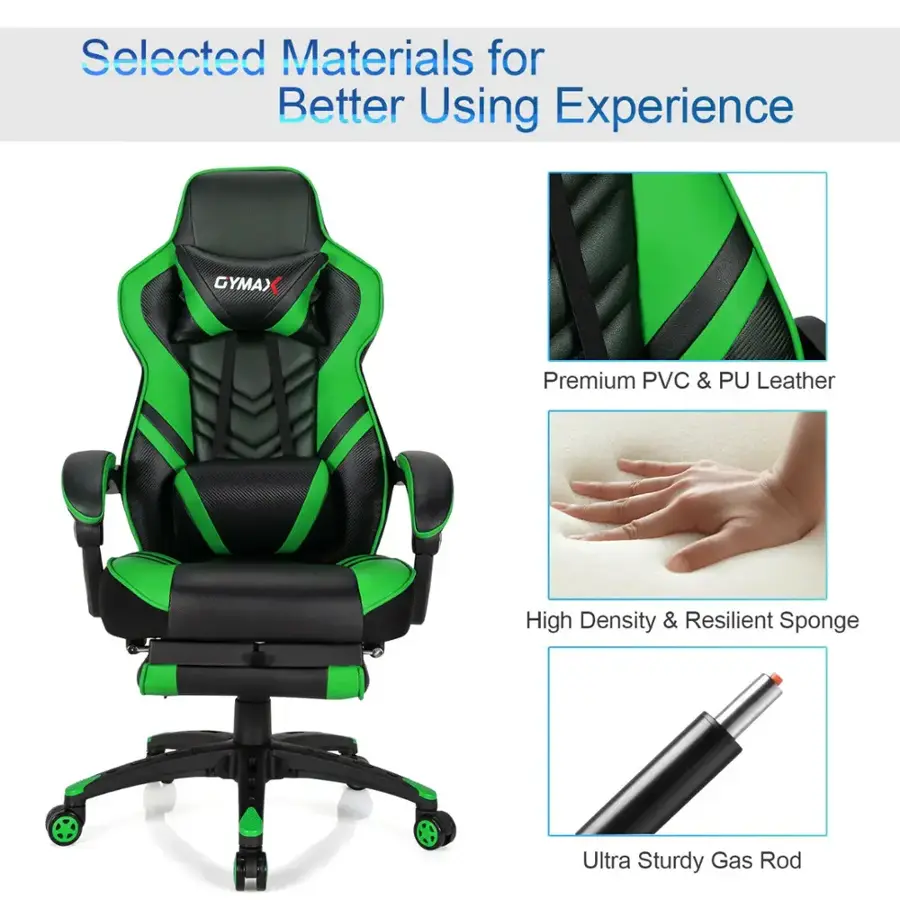 Selected Materials for
Better Using Experience
GYMAX
Premium PVC & PU Leather
High Density & Resilient Sponge
Ultra Sturdy Gas Rod